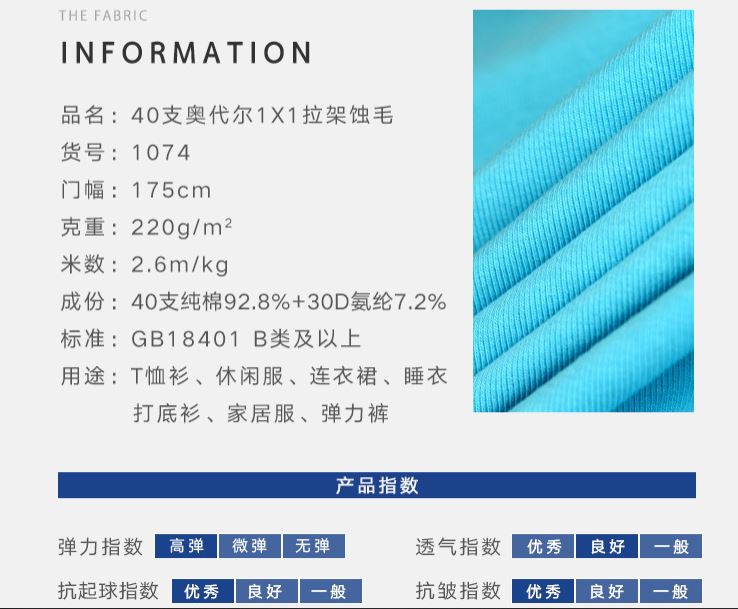 THE FABRIC
INFORMATION
品名：40支奥代尔1X1拉架蚀毛
货号：1074
门幅：175cm
克重：220g/m²
米数：2.6m/kg
成份：40支纯棉92.8%+30D氨纶7.2%
标准：GB18401 B类及以上
用途：T恤衫、休闲服、连衣裙、睡衣
打底衫、家居服、弹力裤
产品指数
弹力指数 高弹 微弹 无弹 透气指数 优秀 良好 一般
抗起球指数 优秀 良好 一般 抗皱指数 优秀 良好 一般